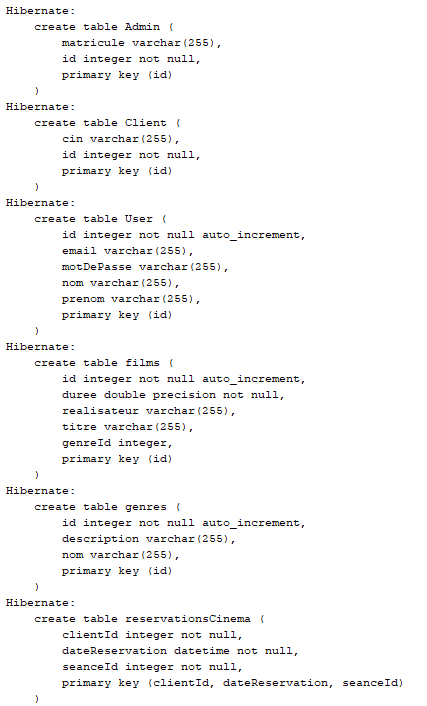 Hibernate:
    create table Admin (
        matricule varchar(255),
        id integer not null,
        primary key (id)
    )
Hibernate:
    create table Client (
        cin varchar(255),
        id integer not null,
        primary key (id)
    )
Hibernate:
    create table User (
        id integer not null auto_increment,
        email varchar(255),
        motDePasse varchar(255),
        nom varchar(255),
        prenom varchar(255),
        primary key (id)
    )
Hibernate:
    create table films (
        id integer not null auto_increment,
        duree double precision not null,
        realisateur varchar(255),
        titre varchar(255),
        genreId integer,
        primary key (id)
    )
Hibernate:
    create table genres (
        id integer not null auto_increment,
        description varchar(255),
        nom varchar(255),
        primary key (id)
    )
Hibernate:
    create table reservationsCinema (
        clientId integer not null,
        dateReservation datetime not null,
        seanceId integer not null,
        primary key (clientId, dateReservation, seanceId)
    )